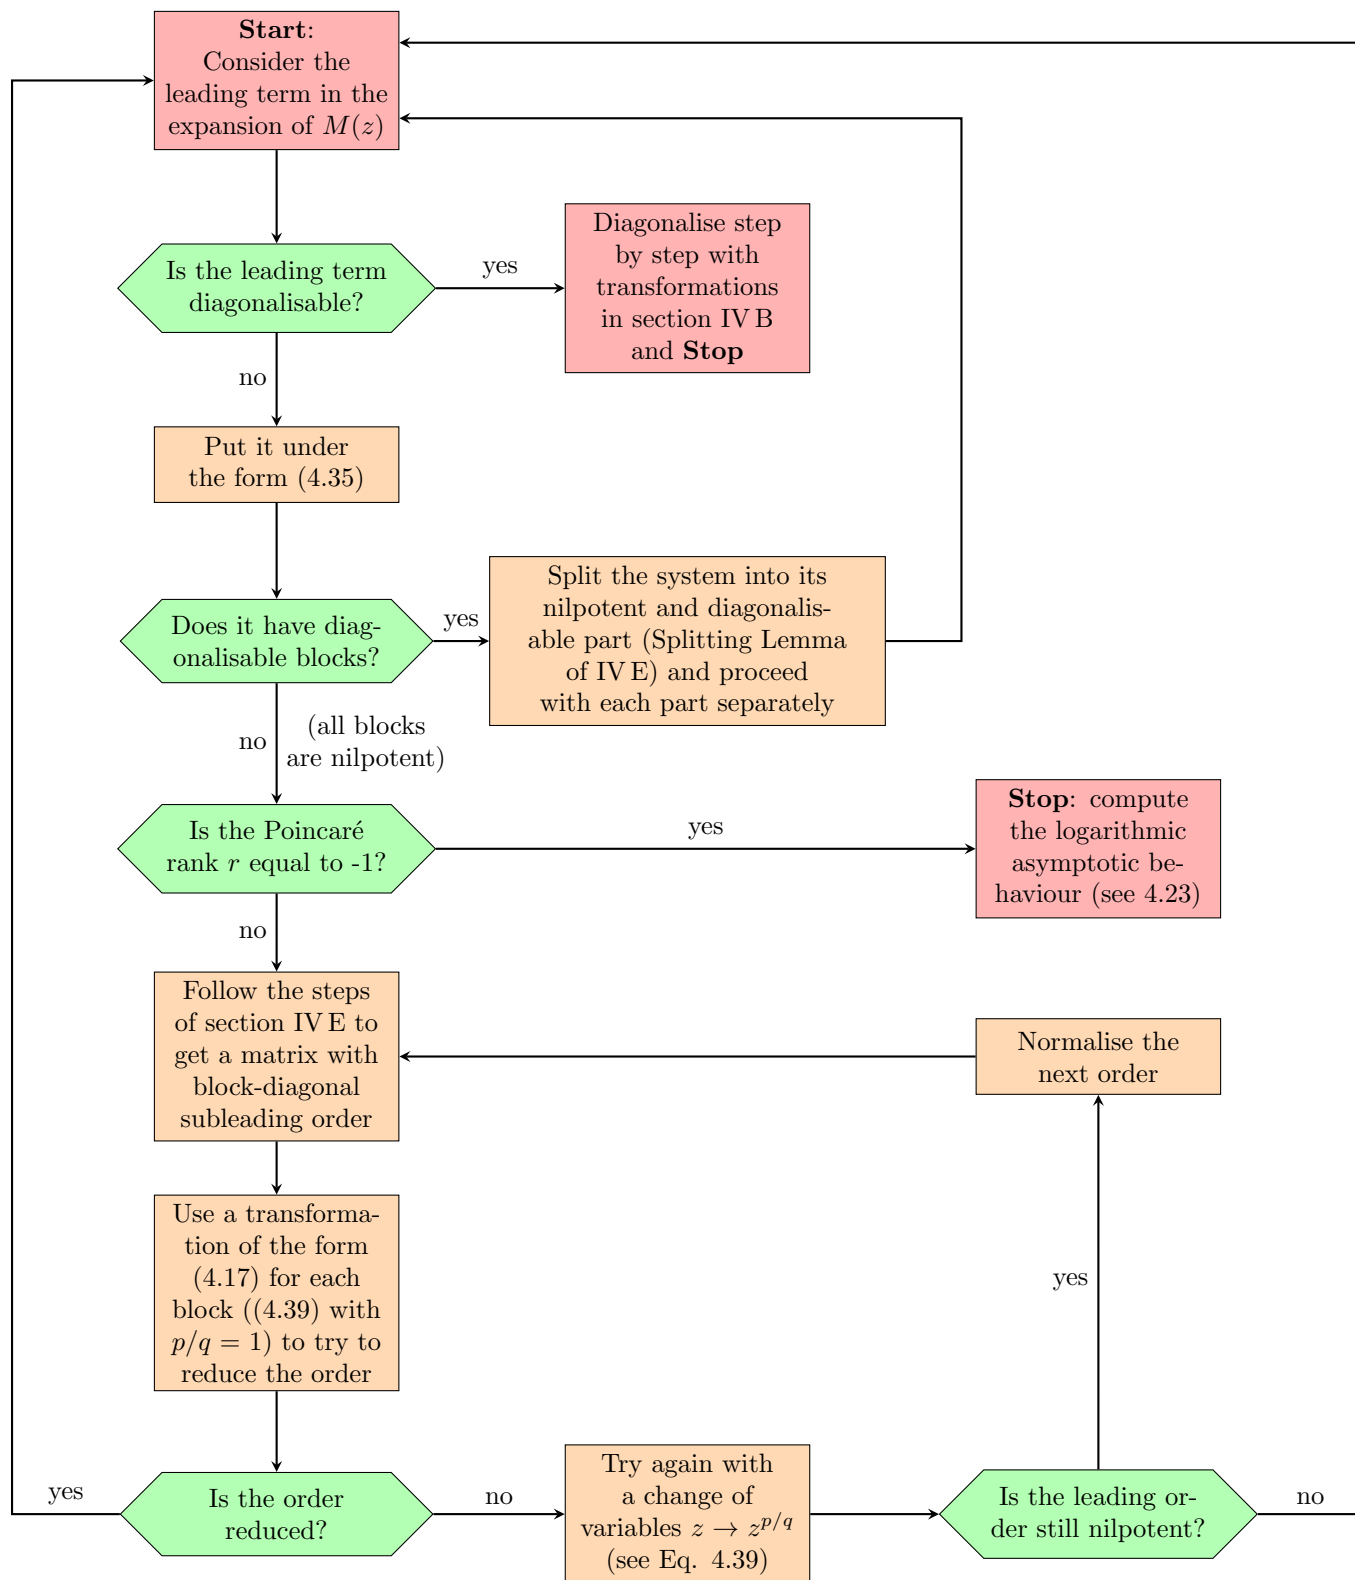 Start:
Consider the
leading term in the
expansion of M(z)
Is the leading term
diagonalisable?
yes
Diagonalise step
by step with
transformations
in section IV B
and Stop
no
Put it under
the form (4.35)
Does it have diag-
onalisable blocks?
yes
Split the system into its
nilpotent and diagonalis-
able part (Splitting Lemma
of IV E) and proceed
with each part separately
no
(all blocks
are nilpotent)
Is the Poincaré
rank r equal to -1?
yes
Stop: compute
the logarithmic
asymptotic be-
haviour (see 4.23)
no
Follow the steps
of section IV E to
get a matrix with
block-diagonal
subleading order
Normalise the
next order
Use a transforma-
tion of the form
(4.17) for each
block ((4.39) with
p/q = 1) to try to
reduce the order
yes
Is the order
reduced?
yes
no
Try again with
a change of
variables z → z^{p/q}
(see Eq. 4.39)
Is the leading or-
der still nilpotent?
no